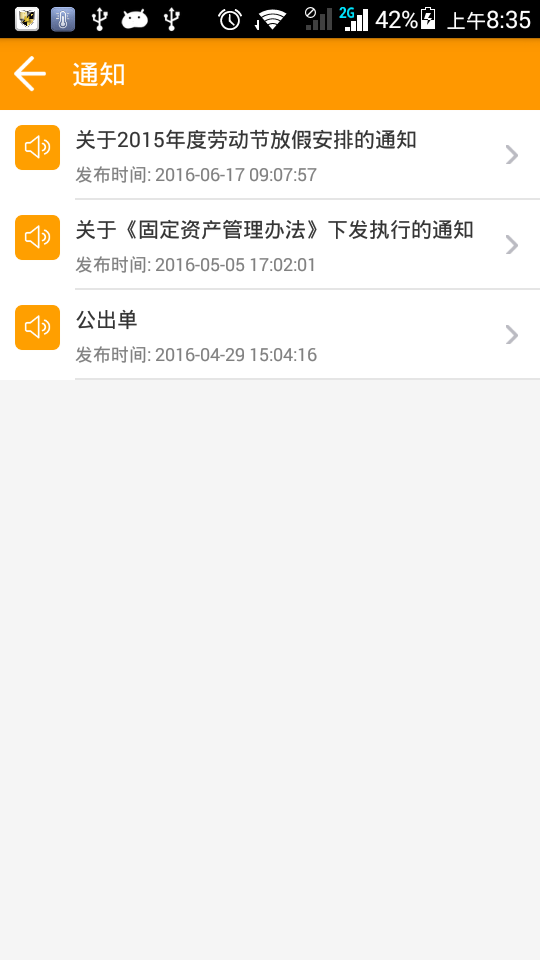 2G 42% 上午8:35
通知
关于2015年度劳动节放假安排的通知
发布时间: 2016-06-17 09:07:57
关于《固定资产管理办法》下发执行的通知
发布时间: 2016-05-05 17:02:01
公出单
发布时间: 2016-04-29 15:04:16